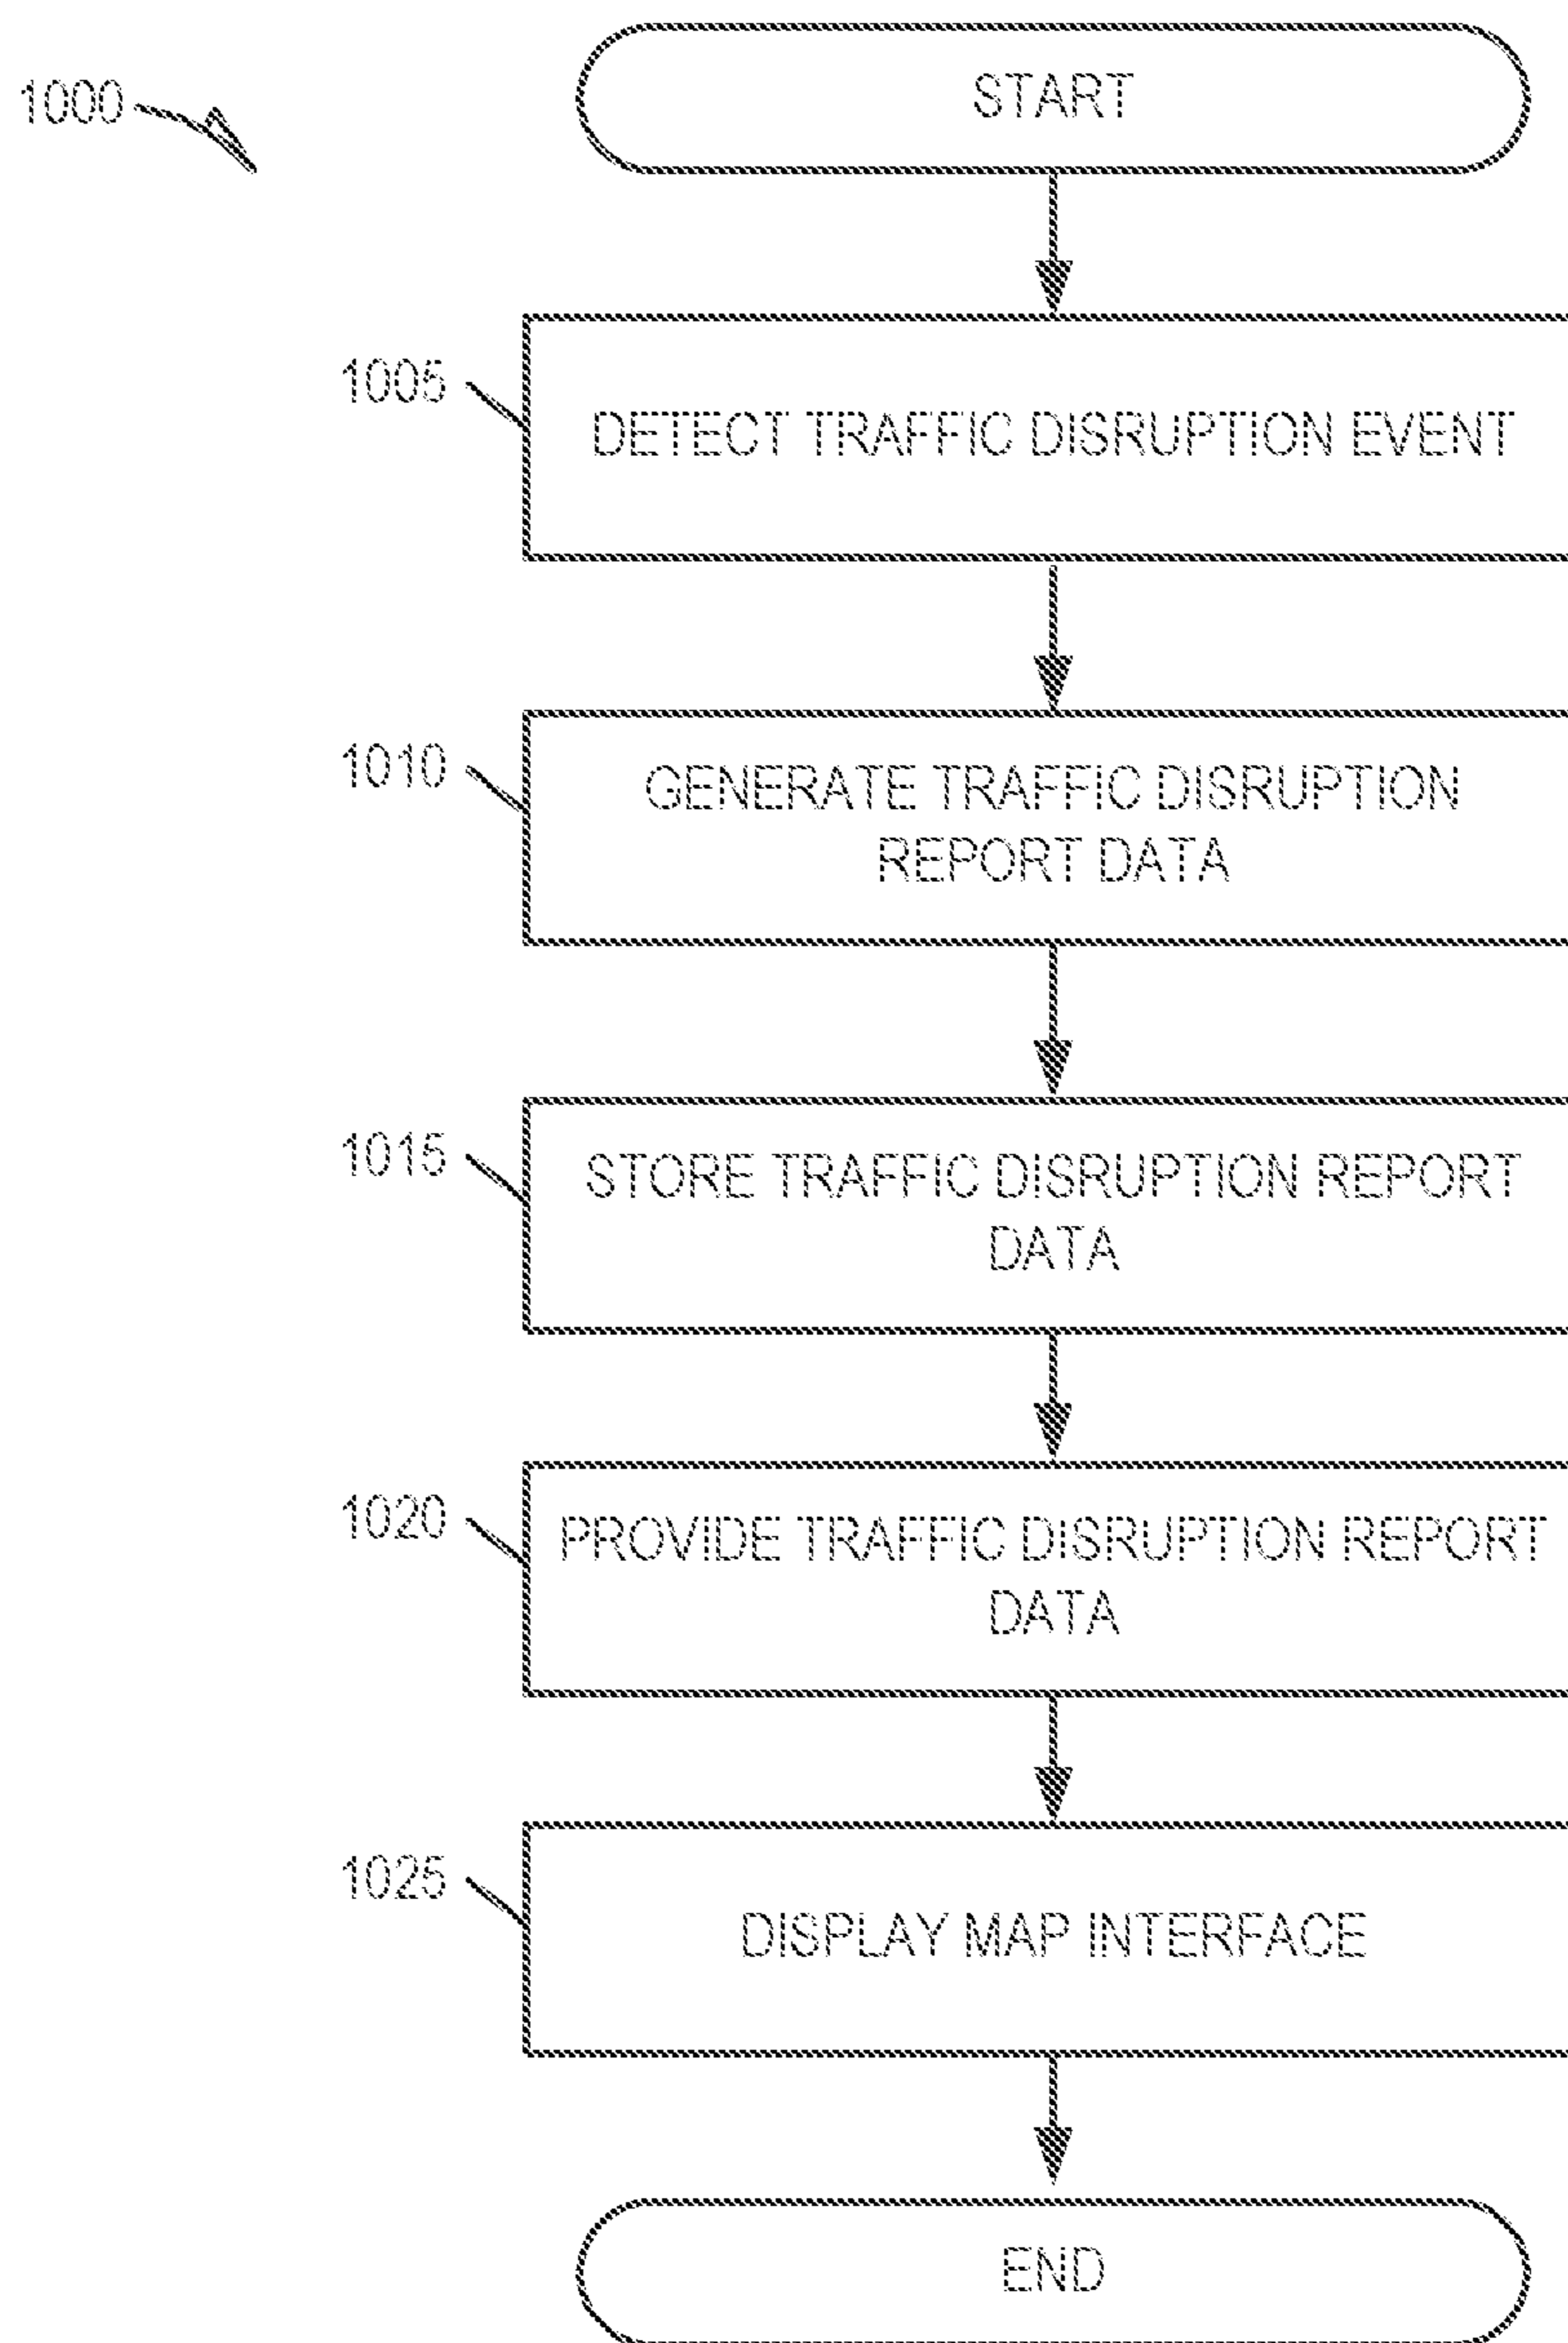 1000
START
1005
DETECT TRAFFIC DISRUPTION EVENT
1010
GENERATE TRAFFIC DISRUPTION
REPORT DATA
1015
STORE TRAFFIC DISRUPTION REPORT
DATA
1020
PROVIDE TRAFFIC DISRUPTION REPORT
DATA
1025
DISPLAY MAP INTERFACE
END